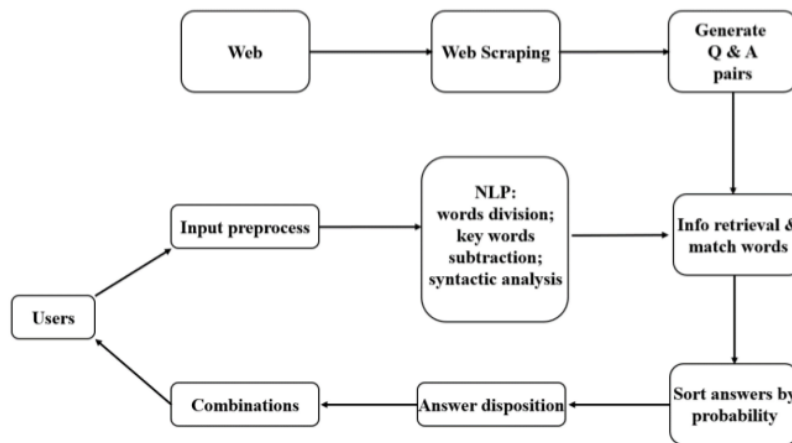 Web
Web Scraping
Generate
Q & A
pairs
Input preprocess
NLP:
words division;
key words
subtraction;
syntactic analysis
Info retrieval &
match words
Users
Combinations
Answer disposition
Sort answers by
probability